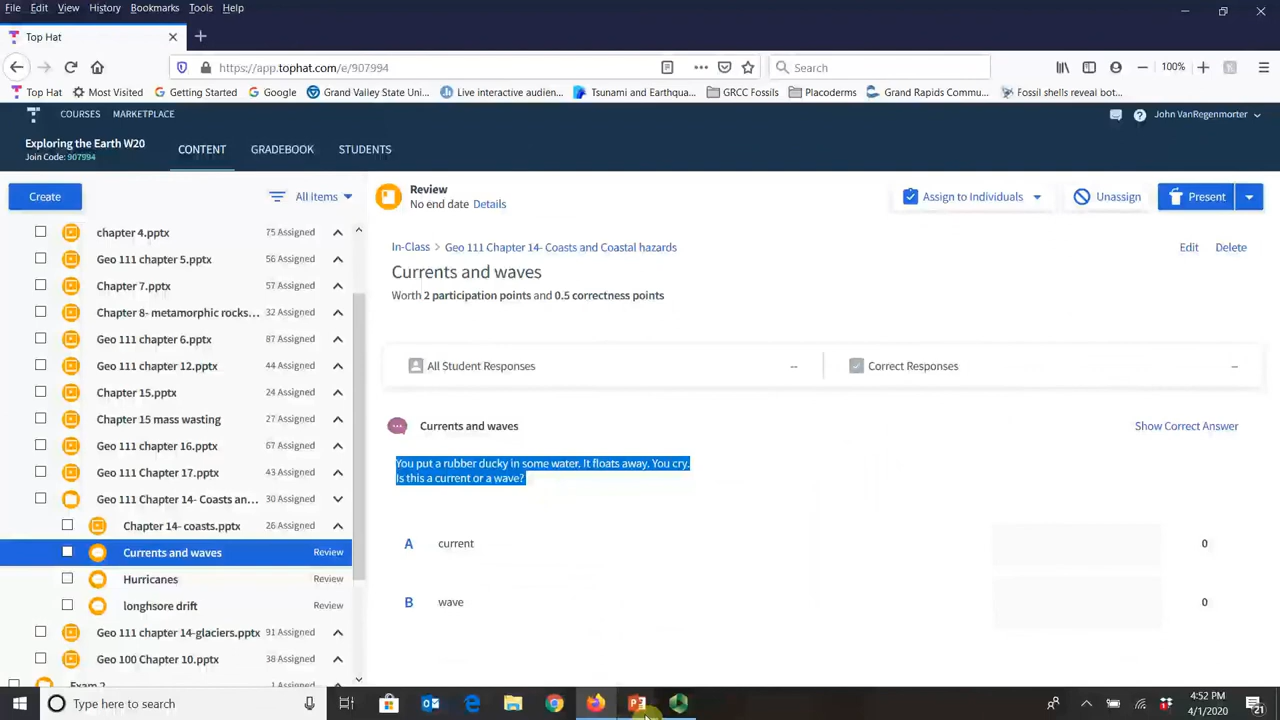 File Edit View History Bookmarks Tools Help
Top Hat
https://app.tophat.com/e/907994
Search
100%
Top Hat Most Visited Getting Started Google Grand Valley State Uni... Live interactive audien... Tsunami and Earthqua... GRCC Fossils Placoderms Grand Rapids Commu... Fossil shells reveal bot...
COURSES MARKETPLACE
John VanRegenmorter
Exploring the Earth W20
Join Code: 907994
CONTENT GRADEBOOK STUDENTS
Create
All Items
Review
No end date Details
Assign to Individuals
Unassign
Present
chapter 4.pptx 75 Assigned
Geo 111 chapter 5.pptx 56 Assigned
Chapter 7.pptx 57 Assigned
Chapter 8- metamorphic rocks... 32 Assigned
Geo 111 chapter 6.pptx 87 Assigned
Geo 111 chapter 12.pptx 44 Assigned
Chapter 15.pptx 24 Assigned
Chapter 15 mass wasting 27 Assigned
Geo 111 chapter 16.pptx 67 Assigned
Geo 111 Chapter 17.pptx 43 Assigned
Geo 111 Chapter 14- Coasts an... 30 Assigned
Chapter 14- coasts.pptx 26 Assigned
Currents and waves Review
Hurricanes Review
longhsore drift Review
Geo 111 chapter 14-glaciers.pptx 91 Assigned
Geo 100 Chapter 10.pptx 38 Assigned
Exam 2 1 Assigned
In-Class > Geo 111 Chapter 14- Coasts and Coastal hazards
Edit Delete
Currents and waves
Worth 2 participation points and 0.5 correctness points
All Student Responses --
Correct Responses --
Currents and waves
Show Correct Answer
You put a rubber ducky in some water. It floats away. You cry.
Is this a current or a wave?
A current 0
B wave 0
Type here to search
4:52 PM
4/1/2020
21